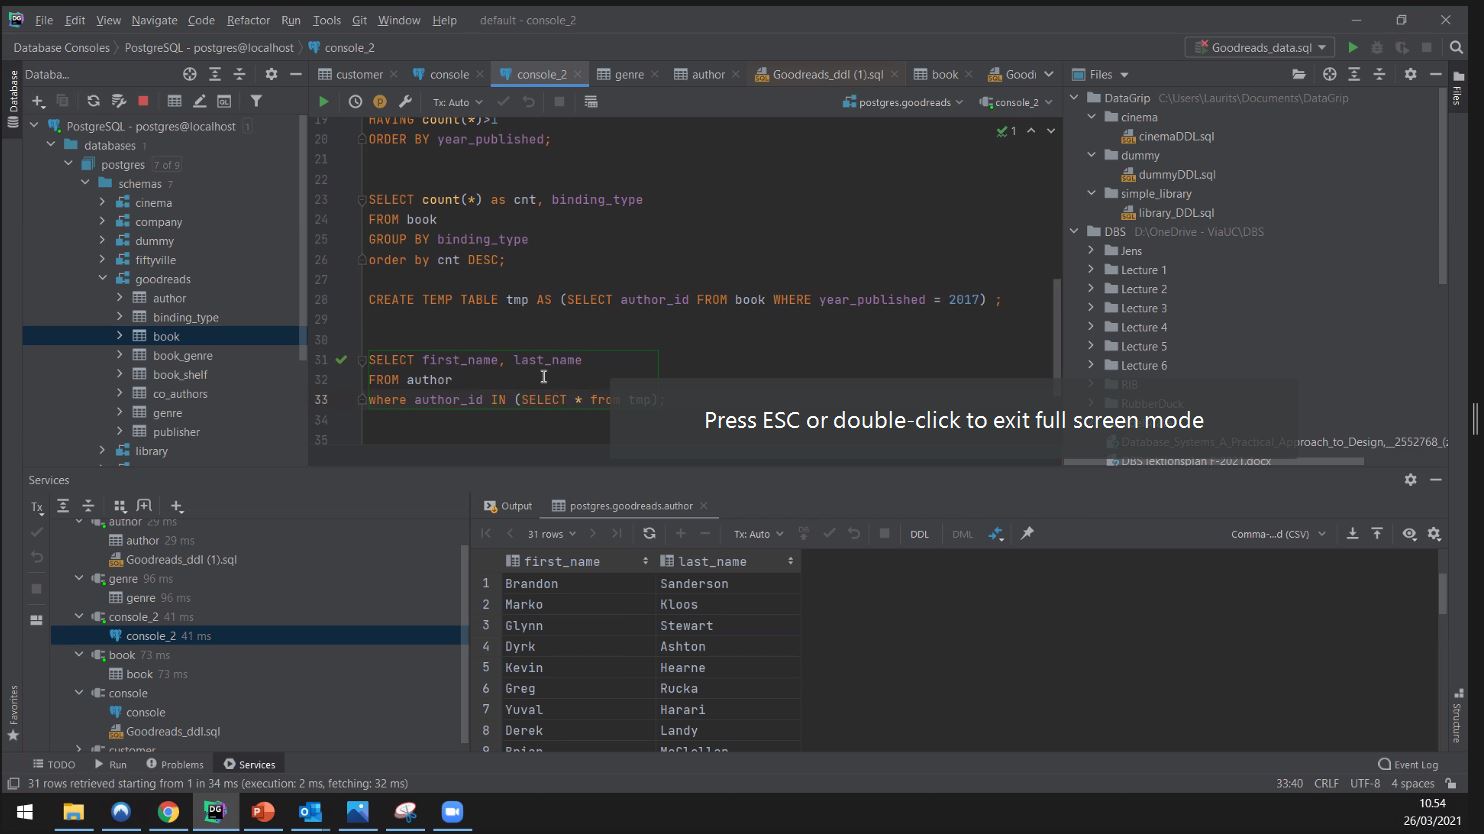 File Edit View Navigate Code Refactor Run Tools Git Window Help default - console_2
Database Consoles PostgreSQL - postgres@localhost console_2
Goodreads_data.sql
Databa...
customer
console
console_2
genre
author
Goodreads_ddl (1).sql
book
Goodi
Files
Tx: Auto
postgres.goodreads
console_2
Database
PostgreSQL - postgres@localhost 1
databases 1
postgres 7 of 9
schemas 7
cinema
company
dummy
fiftyville
goodreads
author
binding_type
book
book_genre
book_shelf
co_authors
genre
publisher
library
19 HAVING count(*)>1
20 ORDER BY year_published;
21
22
23 SELECT count(*) as cnt, binding_type
24 FROM book
25 GROUP BY binding_type
26 order by cnt DESC;
27
28 CREATE TEMP TABLE tmp AS (SELECT author_id FROM book WHERE year_published = 2017) ;
29
30
31 SELECT first_name, last_name
32 FROM author
33 where author_id IN (SELECT * from tmp);
34
35
1
Press ESC or double-click to exit full screen mode
DataGrip C:\Users\Laurits\Documents\DataGrip
cinema
cinemaDDL.sql
dummy
dummyDDL.sql
simple_library
library_DDL.sql
DBS D:\OneDrive - ViaUC\DBS
Jens
Lecture 1
Lecture 2
Lecture 3
Lecture 4
Lecture 5
Lecture 6
RIB
RubberDuck
Database_Systems_A_Practical_Approach_to_Design,_2552768_(z
DBS lektionsplan F-2021.docx
Files
Services
Tx
author 29 ms
author 29 ms
Goodreads_ddl (1).sql
genre 96 ms
genre 96 ms
console_2 41 ms
console_2 41 ms
book 73 ms
book 73 ms
console
console
Goodreads_ddl.sql
customer
Output
postgres.goodreads.author
31 rows
Tx: Auto
DDL
DML
Comma-...d (CSV)
first_name last_name
1 Brandon Sanderson
2 Marko Kloos
3 Glynn Stewart
4 Dyrk Ashton
5 Kevin Hearne
6 Greg Rucka
7 Yuval Harari
8 Derek Landy
9 Brian McClellan
Favorites
Structure
TODO Run Problems Services Event Log
31 rows retrieved starting from 1 in 34 ms (execution: 2 ms, fetching: 32 ms)
33:40 CRLF UTF-8 4 spaces
10.54
26/03/2021